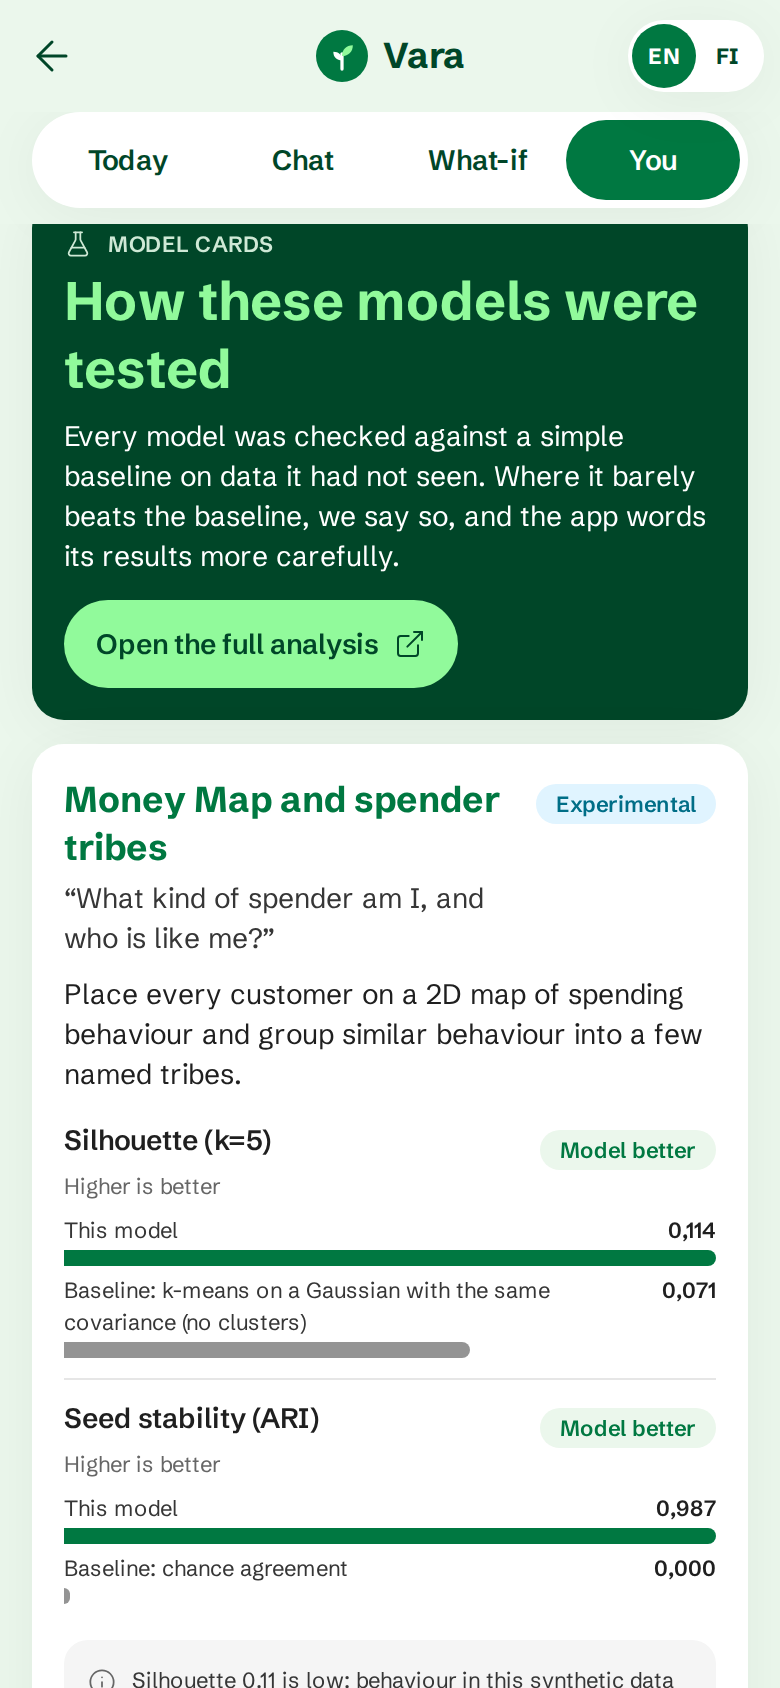 Vara
EN FI
Today Chat What-if You
MODEL CARDS
How these models were
tested
Every model was checked against a simple
baseline on data it had not seen. Where it barely
beats the baseline, we say so, and the app words
its results more carefully.
Open the full analysis
Money Map and spender
tribes
Experimental
“What kind of spender am I, and
who is like me?”
Place every customer on a 2D map of spending
behaviour and group similar behaviour into a few
named tribes.
Silhouette (k=5)
Model better
Higher is better
This model 0,114
Baseline: k-means on a Gaussian with the same 0,071
covariance (no clusters)
Seed stability (ARI)
Model better
Higher is better
This model 0,987
Baseline: chance agreement 0,000
Silhouette 0.11 is low: behaviour in this synthetic data